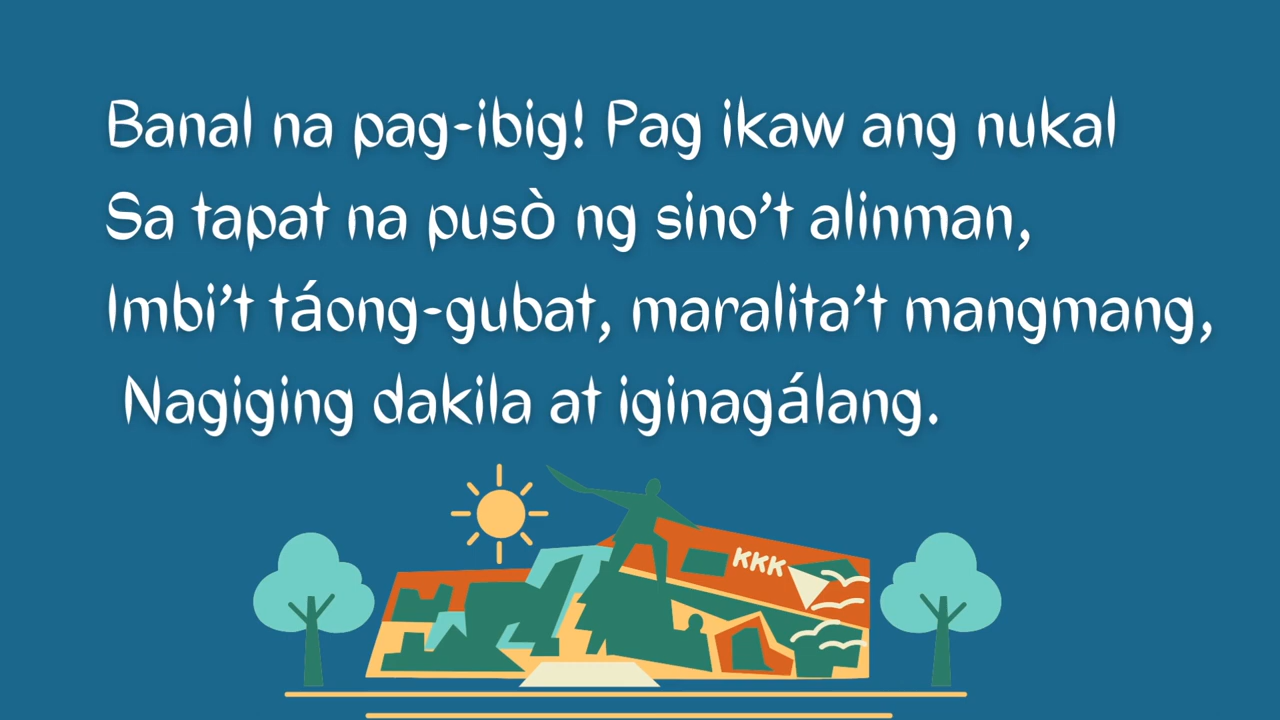 Banal na pag-ibig! Pag ikaw ang nukal
Sa tapat na pusò ng sino't alinman,
Imbi't táong-gubat, maralita't mangmang,
Nagiging dakila at iginagálang.
KKK